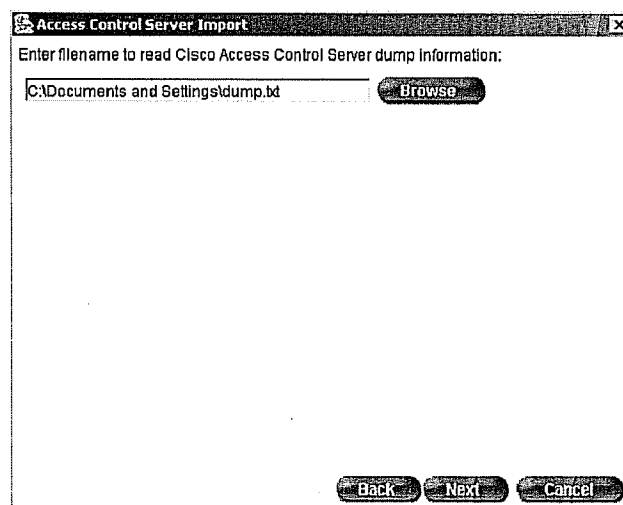 Access Control Server Import
Enter filename to read Cisco Access Control Server dump information:
C:\Documents and Settings\dump.txt
Browse
Back
Next
Cancel